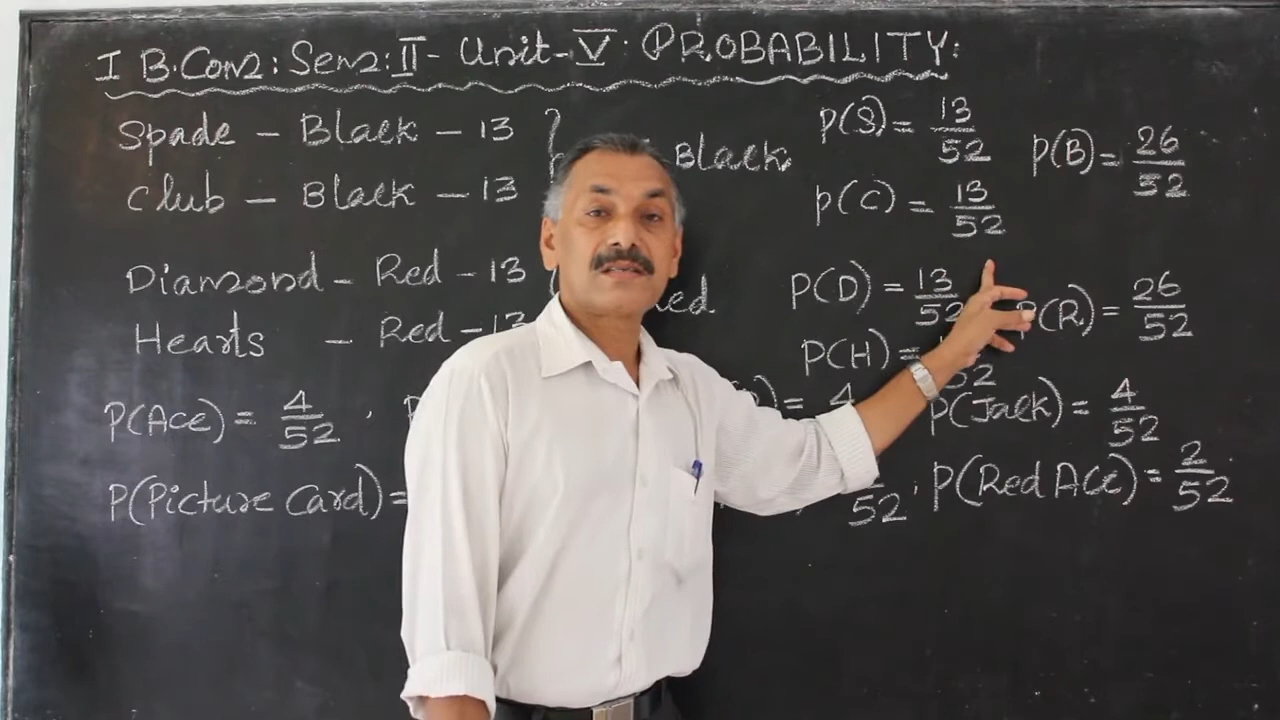 I B.Com: Sem: II - Unit - V. PROBABILITY:
Spade - Black - 13 } Black
Club - Black - 13
P(S) = 13/52
P(B) = 26/52
P(C) = 13/52
Diamond - Red - 13
Hearts - Red - 13
P(D) = 13/52
P(R) = 26/52
P(H) = /52
P(Ace) = 4/52 , P ) = 4 P(Jack) = 4/52
P(Picture Card) = /52 , P(Red Ace) = 2/52